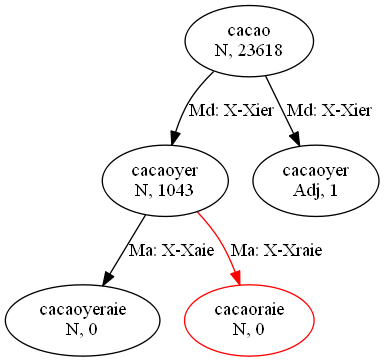 cacao
N, 23618
Md: X-Xier
Md: X-Xier
cacaoyer
N, 1043
cacaoyer
Adj, 1
Ma: X-Xaie
Ma: X-Xraie
cacaoyeraie
N, 0
cacaoraie
N, 0